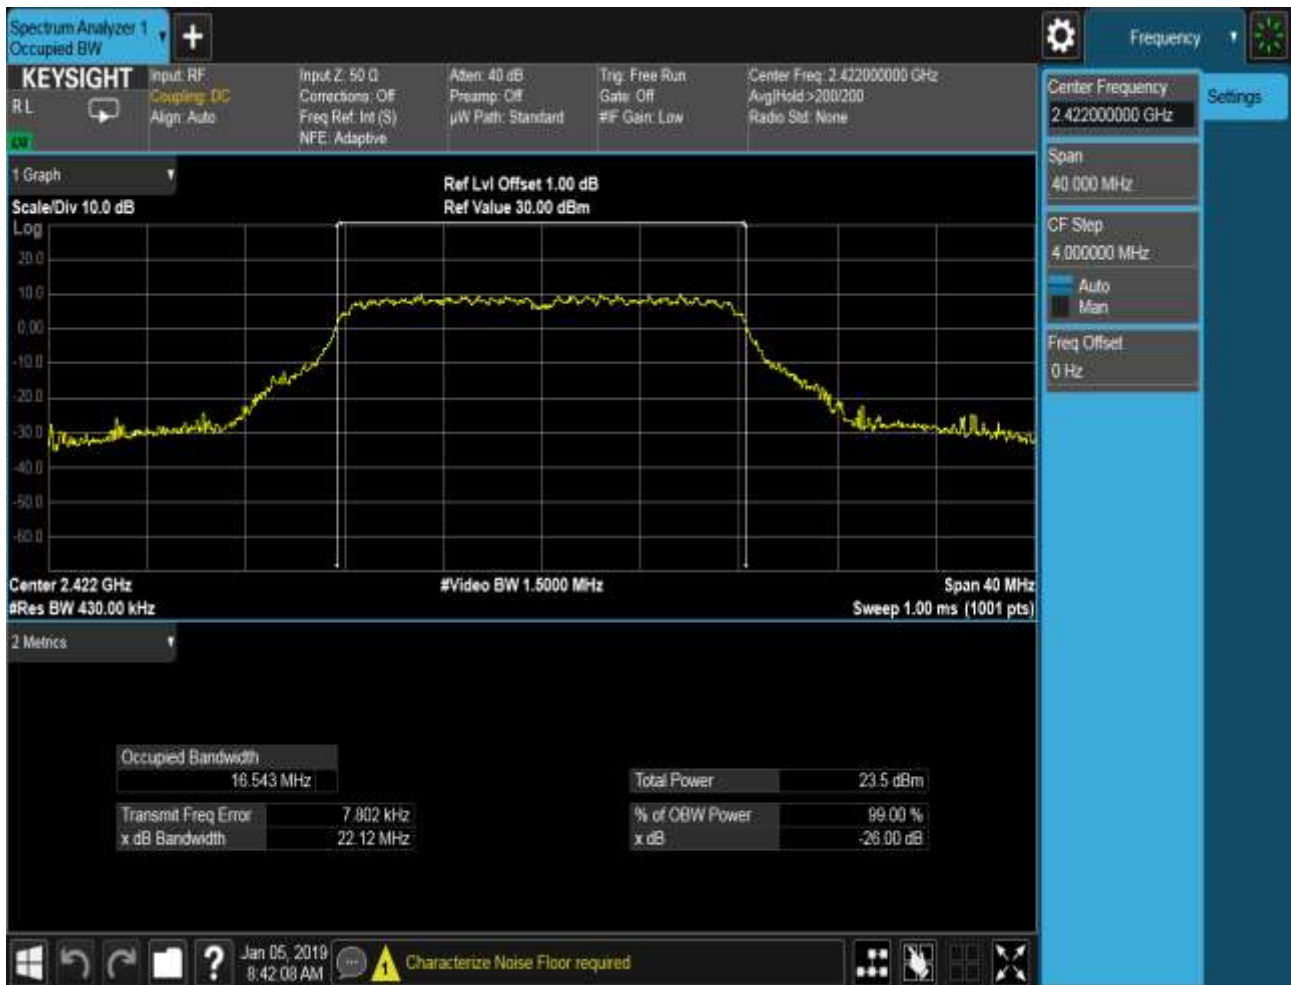 Spectrum Analyzer 1
Occupied BW
Frequency
KEYSIGHT
R L
Input: RF
Coupling: DC
Align: Auto
Input Z: 50 Ω
Corrections: Off
Freq Ref: Int (S)
NFE: Adaptive
Atten: 40 dB
Preamp: Off
µW Path: Standard
Trig: Free Run
Gate: Off
#IF Gain: Low
Center Freq: 2.422000000 GHz
Avg|Hold:>200/200
Radio Std: None
Center Frequency
2.422000000 GHz
Settings
Span
40.000 MHz
CF Step
4.000000 MHz
Auto
Man
Freq Offset
0 Hz
1 Graph
Scale/Div 10.0 dB
Ref Lvl Offset 1.00 dB
Ref Value 30.00 dBm
Log
20.0
10.0
0.00
-10.0
-20.0
-30.0
-40.0
-50.0
-60.0
Center 2.422 GHz
#Video BW 1.5000 MHz
Span 40 MHz
#Res BW 430.00 kHz
Sweep 1.00 ms (1001 pts)
2 Metrics
Occupied Bandwidth
16.543 MHz
Total Power 23.5 dBm
Transmit Freq Error 7.802 kHz
% of OBW Power 99.00 %
x dB Bandwidth 22.12 MHz
x dB -26.00 dB
?
Jan 05, 2019
8:42:08 AM
1
Characterize Noise Floor required